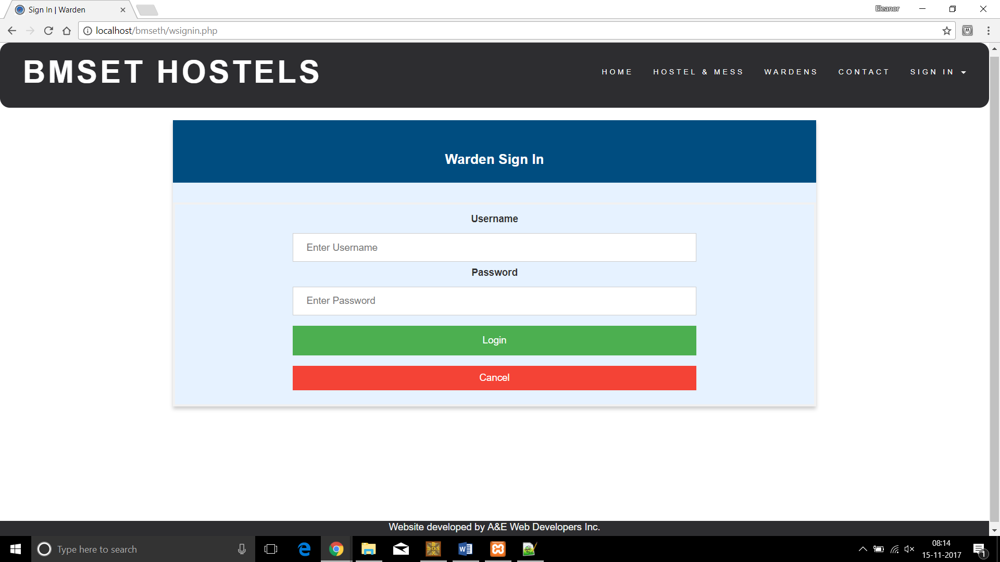 Sign In | Warden
Eleanor
localhost/bmseth/wsignin.php
BMSET HOSTELS
HOME HOSTEL & MESS WARDENS CONTACT SIGN IN
Warden Sign In
Username
Enter Username
Password
Enter Password
Login
Cancel
Website developed by A&E Web Developers Inc.
Type here to search
08:14
15-11-2017
1